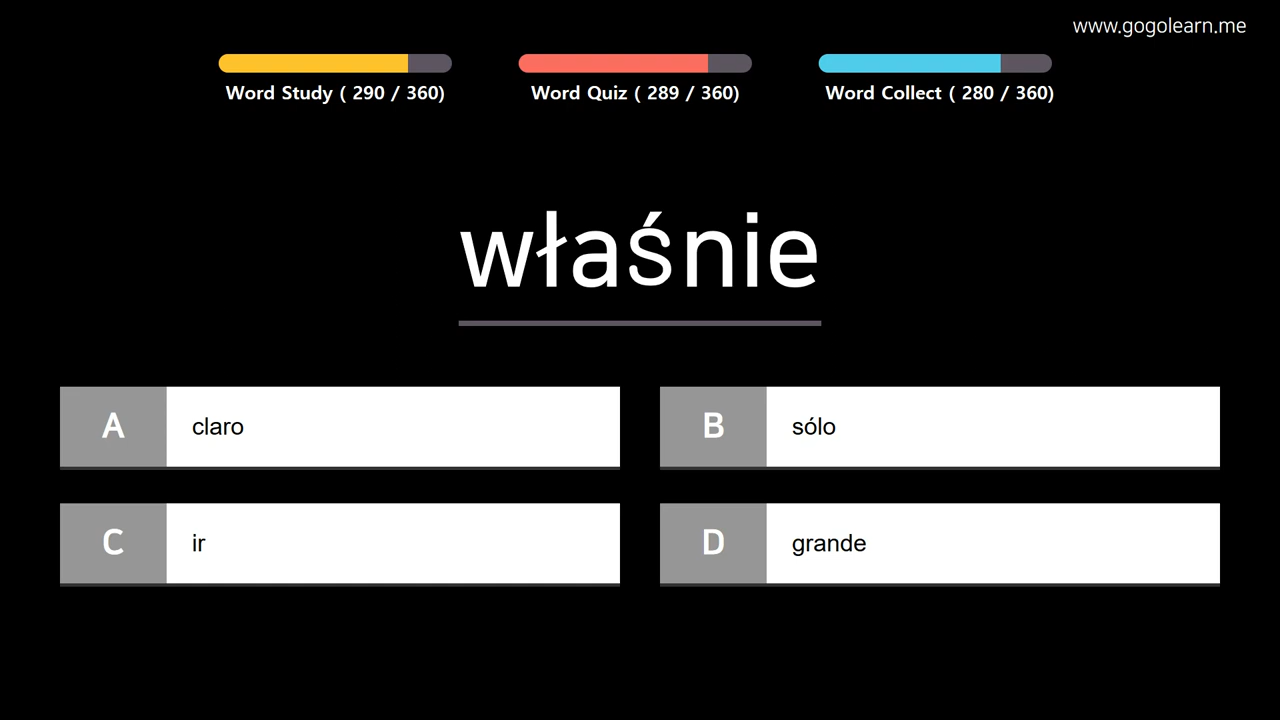 www.gogolearn.me
Word Study ( 290 / 360)
Word Quiz ( 289 / 360)
Word Collect ( 280 / 360)
właśnie
A claro
B sólo
C ir
D grande